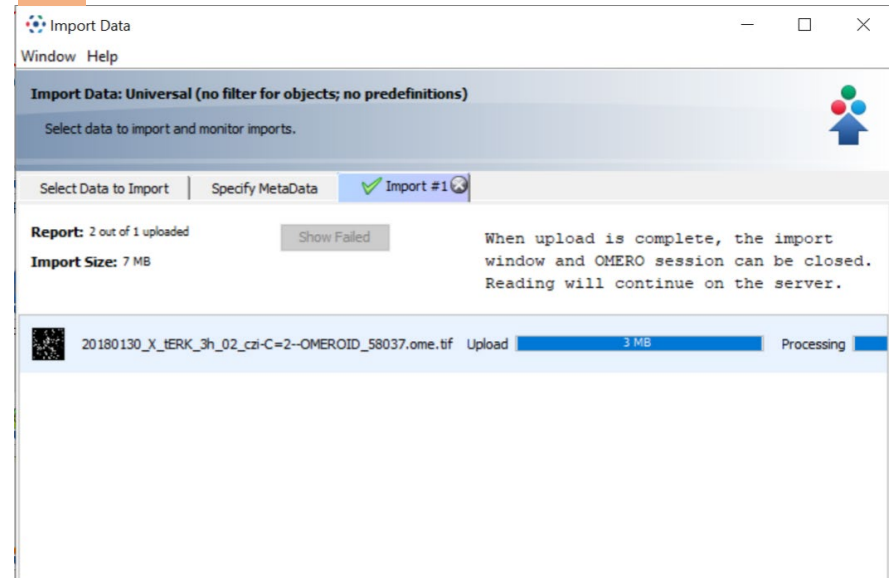 Import Data
Window Help
Import Data: Universal (no filter for objects; no predefinitions)
Select data to import and monitor imports.
Select Data to Import Specify MetaData Import #1
Report: 2 out of 1 uploaded Show Failed
Import Size: 7 MB
When upload is complete, the import
window and OMERO session can be closed.
Reading will continue on the server.
20180130_X_tERK_3h_02_czi-C=2--OMEROID_58037.ome.tif Upload 3 MB Processing